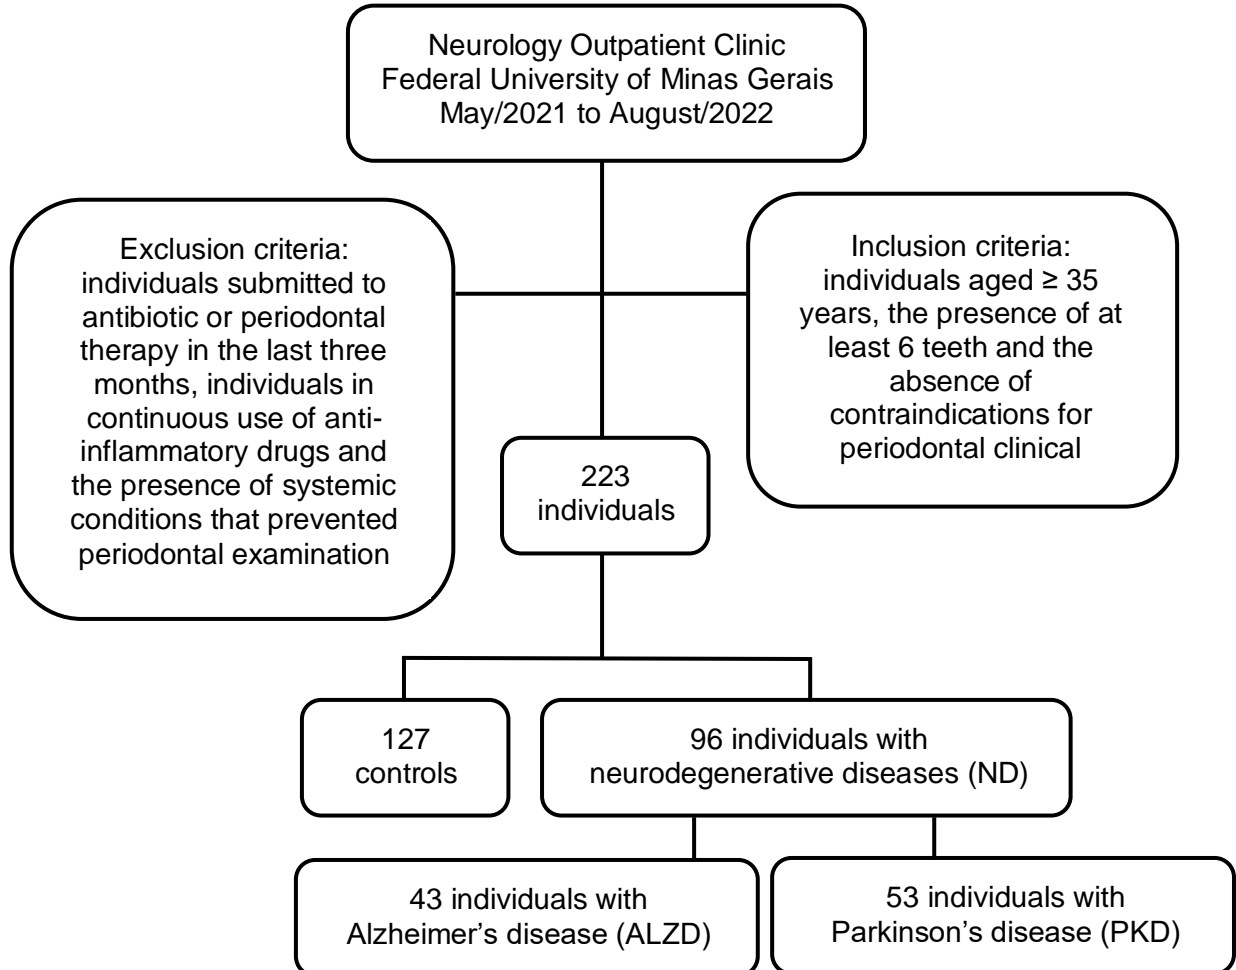 Neurology Outpatient Clinic
Federal University of Minas Gerais
May/2021 to August/2022
Exclusion criteria:
individuals submitted to
antibiotic or periodontal
therapy in the last three
months, individuals in
continuous use of anti-
inflammatory drugs and
the presence of systemic
conditions that prevented
periodontal examination
Inclusion criteria:
individuals aged ≥ 35
years, the presence of at
least 6 teeth and the
absence of
contraindications for
periodontal clinical
223
individuals
127
controls
96 individuals with
neurodegenerative diseases (ND)
43 individuals with
Alzheimer’s disease (ALZD)
53 individuals with
Parkinson’s disease (PKD)